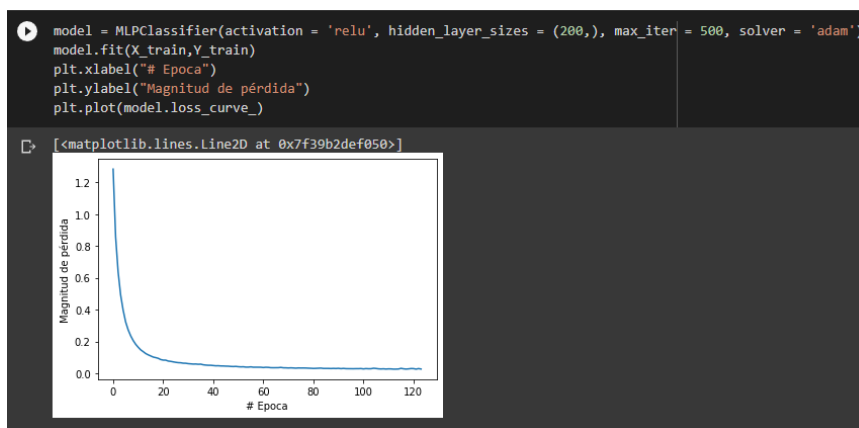 model = MLPClassifier(activation = 'relu', hidden_layer_sizes = (200,), max_iter = 500, solver = 'adam')
model.fit(X_train,Y_train)
plt.xlabel("# Epoca")
plt.ylabel("Magnitud de pérdida")
plt.plot(model.loss_curve_)
[<matplotlib.lines.Line2D at 0x7f39b2def050>]
Magnitud de pérdida
1.2
1.0
0.8
0.6
0.4
0.2
0.0
0 20 40 60 80 100 120
# Epoca